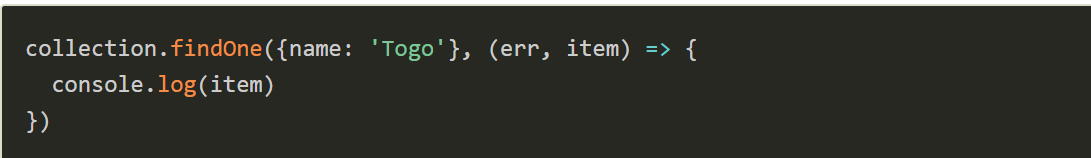 collection.findOne({name: 'Togo'}, (err, item) => {
  console.log(item)
})